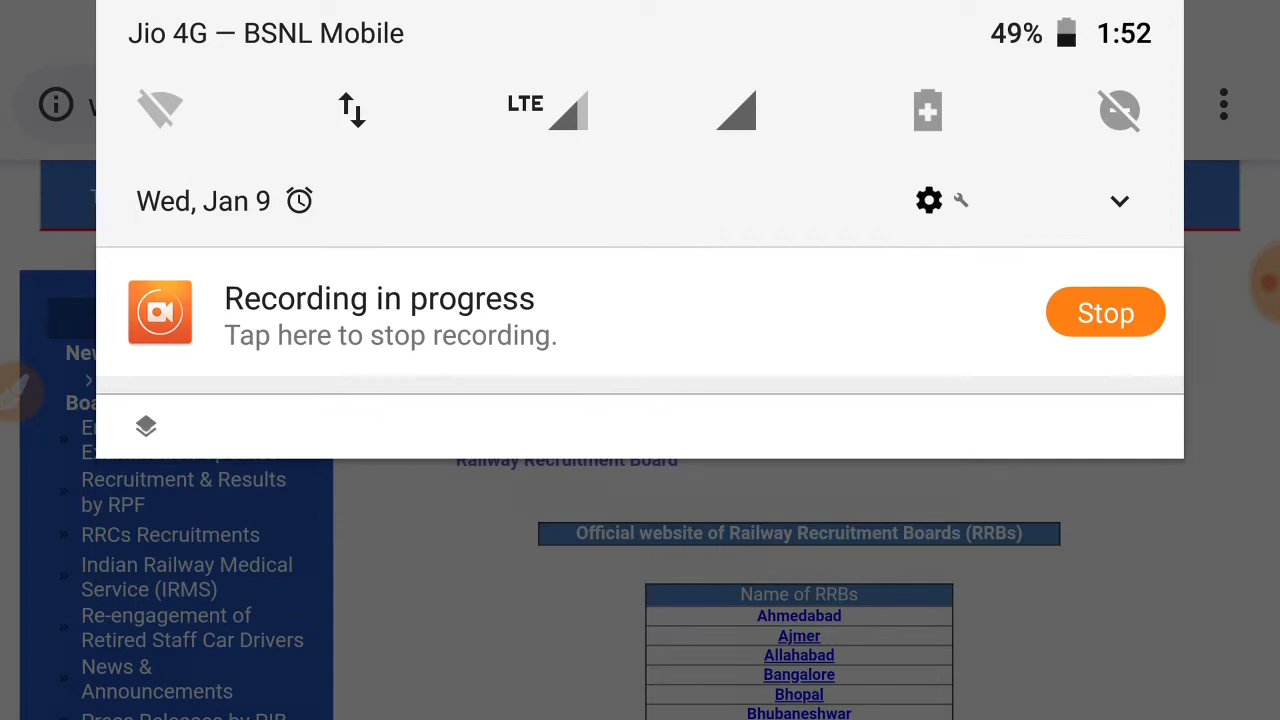 Jio 4G — BSNL Mobile
49% 1:52
LTE
Wed, Jan 9
Recording in progress
Tap here to stop recording.
Stop
Railway Recruitment Board
Recruitment & Results
by RPF
RRCs Recruitments
Indian Railway Medical
Service (IRMS)
Re-engagement of
Retired Staff Car Drivers
News &
Announcements
Official website of Railway Recruitment Boards (RRBs)
Name of RRBs
Ahmedabad
Ajmer
Allahabad
Bangalore
Bhopal
Bhubaneshwar